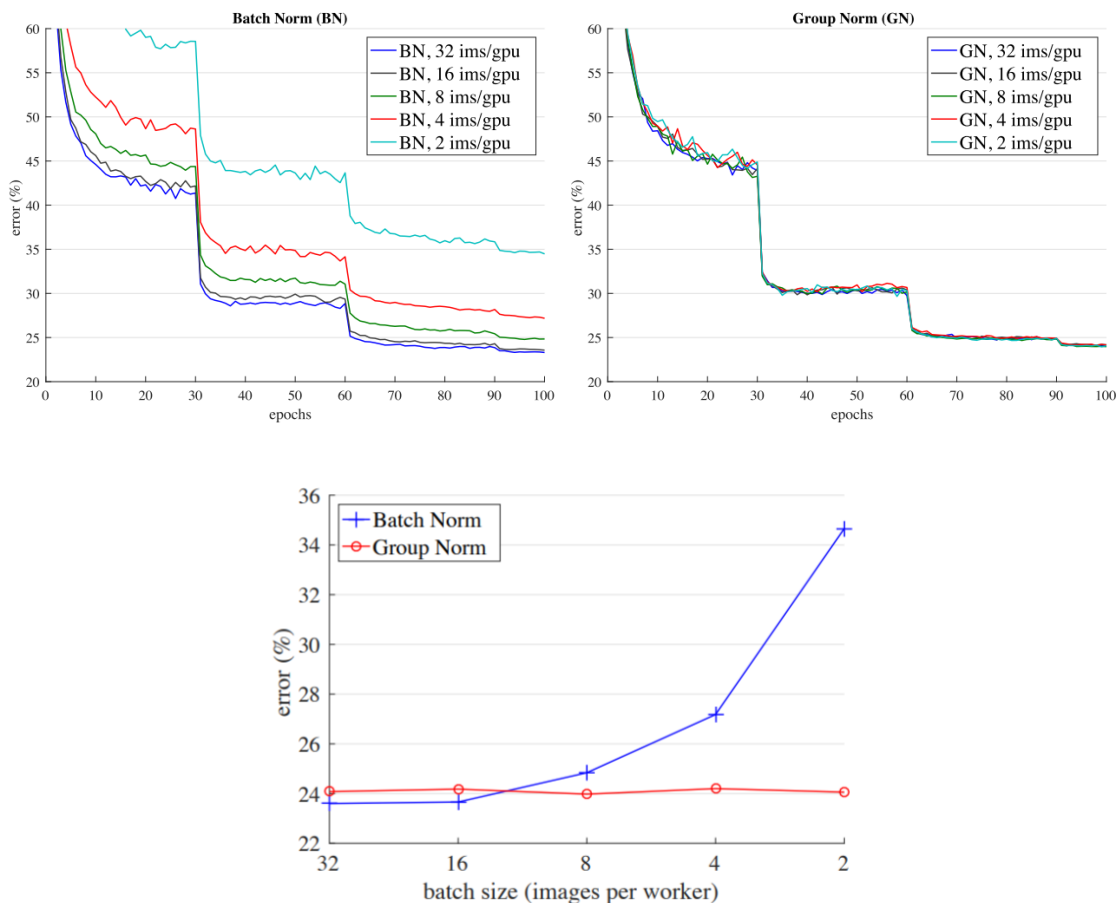 Batch Norm (BN)
60
55
50
45
40
35
30
25
20
0 10 20 30 40 50 60 70 80 90 100
error (%)
epochs
BN, 32 ims/gpu
BN, 16 ims/gpu
BN, 8 ims/gpu
BN, 4 ims/gpu
BN, 2 ims/gpu
Group Norm (GN)
60
55
50
45
40
35
30
25
20
0 10 20 30 40 50 60 70 80 90 100
error (%)
epochs
GN, 32 ims/gpu
GN, 16 ims/gpu
GN, 8 ims/gpu
GN, 4 ims/gpu
GN, 2 ims/gpu
36
34
32
30
28
26
24
22
32 16 8 4 2
error (%)
batch size (images per worker)
Batch Norm
Group Norm